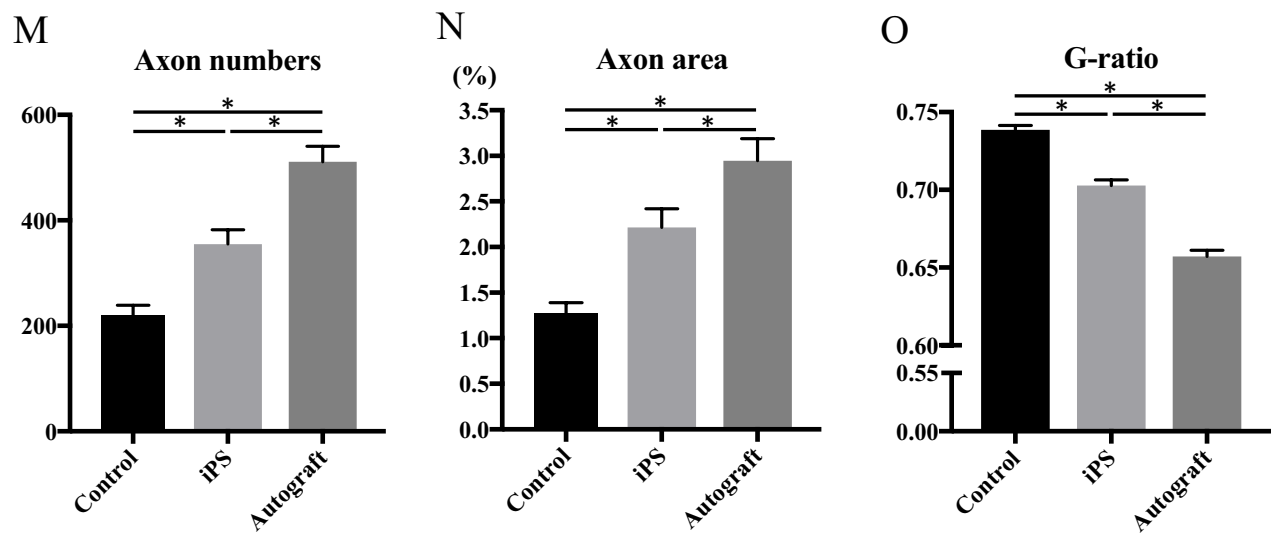 M
Axon numbers
600
400
200
0
* * *
Control
iPS
Autograft
N
Axon area
(%)
3.5
3.0
2.5
2.0
1.5
1.0
0.5
0.0
* * *
Control
iPS
Autograft
O
G-ratio
0.75
0.70
0.65
0.60
0.55
0.00
* * *
Control
iPS
Autograft